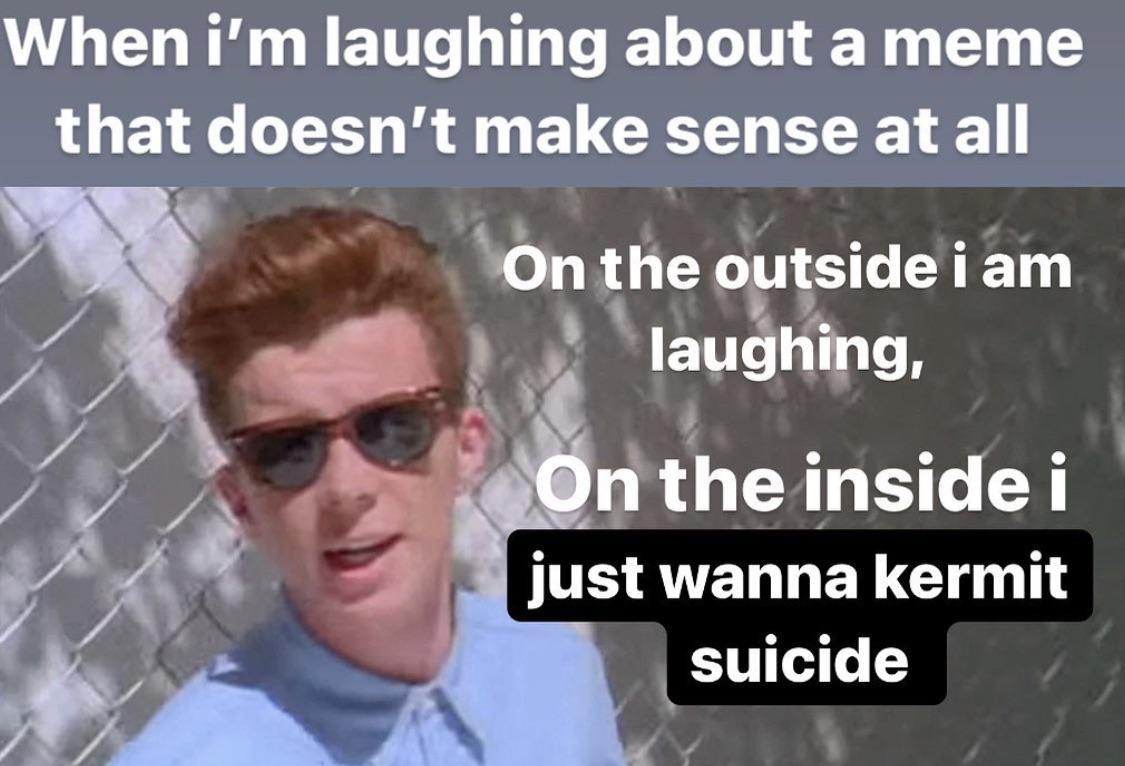 When i’m laughing about a meme
that doesn’t make sense at all
On the outside i am
laughing,
On the inside i
just wanna kermit
suicide